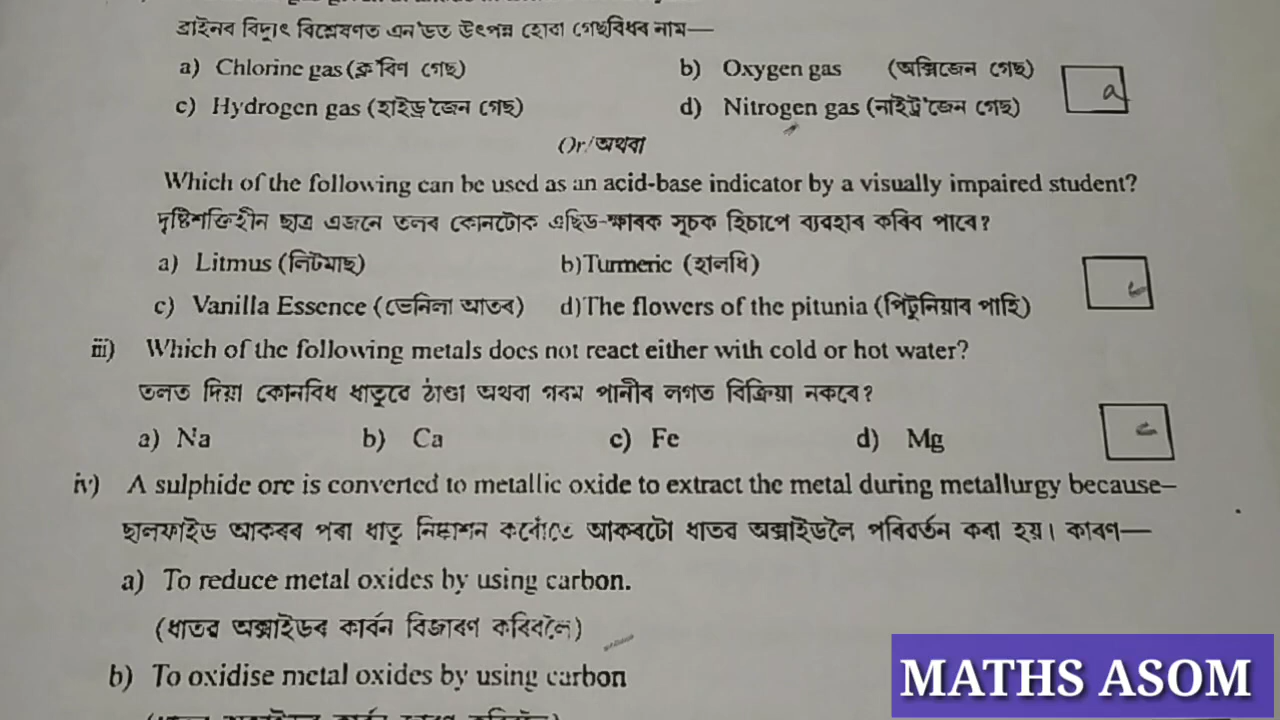 ব্ৰাইনৰ বিদ্যুৎ বিশ্লেষণত এন'ডত উৎপন্ন হোৱা গেছবিধৰ নাম—
a) Chlorine gas (ক্ল'ৰিণ গেছ) b) Oxygen gas (অক্সিজেন গেছ) a
c) Hydrogen gas (হাইড্ৰ'জেন গেছ) d) Nitrogen gas (নাইট্ৰ'জেন গেছ)
Or/অথবা
Which of the following can be used as an acid-base indicator by a visually impaired student?
দৃষ্টিশক্তিহীন ছাত্ৰ এজনে তলৰ কোনটোক এছিড-ক্ষাৰক সূচক হিচাপে ব্যৱহাৰ কৰিব পাৰে?
a) Litmus (লিটমাছ) b)Turmeric (হালধি)
c) Vanilla Essence (ভেনিলা আতৰ) d)The flowers of the pitunia (পিটুনিয়াৰ পাহি) c
iii) Which of the following metals does not react either with cold or hot water?
তলত দিয়া কোনবিধ ধাতুৱে ঠাণ্ডা অথবা গৰম পানীৰ লগত বিক্ৰিয়া নকৰে?
a) Na b) Ca c) Fe d) Mg c
iv) A sulphide ore is converted to metallic oxide to extract the metal during metallurgy because–
ছালফাইড আকৰৰ পৰা ধাতু নিষ্কাশন কৰোঁতে আকৰটো ধাতৱ অক্সাইডলৈ পৰিৱৰ্তন কৰা হয়। কাৰণ—
a) To reduce metal oxides by using carbon.
(ধাতৱ অক্সাইডৰ কাৰ্বন বিজাৰণ কৰিবলৈ)
b) To oxidise metal oxides by using carbon
MATHS ASOM